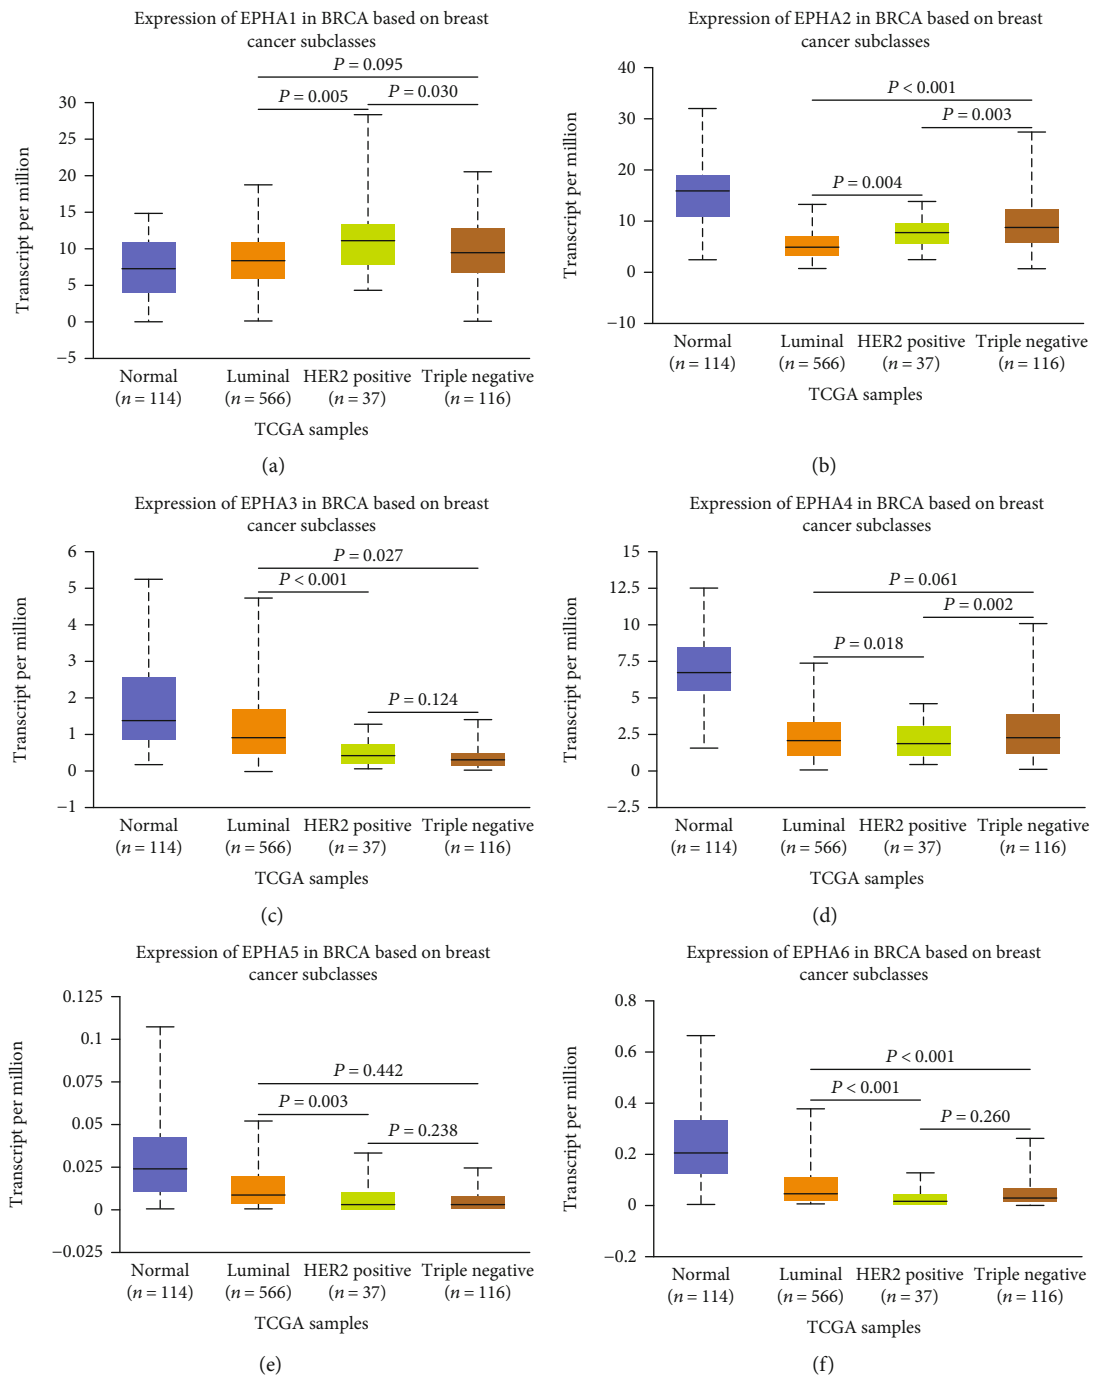 Expression of EPHA1 in BRCA based on breast
cancer subclasses
P = 0.095
P = 0.005
P = 0.030
30
25
20
15
10
5
0
−5
Transcript per million
Normal
(n = 114)
Luminal
(n = 566)
HER2 positive
(n = 37)
Triple negative
(n = 116)
TCGA samples
(a)
Expression of EPHA2 in BRCA based on breast
cancer subclasses
P < 0.001
P = 0.003
P = 0.004
40
30
20
10
0
−10
Transcript per million
Normal
(n = 114)
Luminal
(n = 566)
HER2 positive
(n = 37)
Triple negative
(n = 116)
TCGA samples
(b)
Expression of EPHA3 in BRCA based on breast
cancer subclasses
P = 0.027
P < 0.001
P = 0.124
6
5
4
3
2
1
0
−1
Transcript per million
Normal
(n = 114)
Luminal
(n = 566)
HER2 positive
(n = 37)
Triple negative
(n = 116)
TCGA samples
(c)
Expression of EPHA4 in BRCA based on breast
cancer subclasses
P = 0.061
P = 0.002
P = 0.018
15
12.5
10
7.5
5
2.5
0
−2.5
Transcript per million
Normal
(n = 114)
Luminal
(n = 566)
HER2 positive
(n = 37)
Triple negative
(n = 116)
TCGA samples
(d)
Expression of EPHA5 in BRCA based on breast
cancer subclasses
P = 0.442
P = 0.003
P = 0.238
0.125
0.1
0.075
0.05
0.025
0
−0.025
Transcript per million
Normal
(n = 114)
Luminal
(n = 566)
HER2 positive
(n = 37)
Triple negative
(n = 116)
TCGA samples
(e)
Expression of EPHA6 in BRCA based on breast
cancer subclasses
P < 0.001
P < 0.001
P = 0.260
0.8
0.6
0.4
0.2
0
−0.2
Transcript per million
Normal
(n = 114)
Luminal
(n = 566)
HER2 positive
(n = 37)
Triple negative
(n = 116)
TCGA samples
(f)